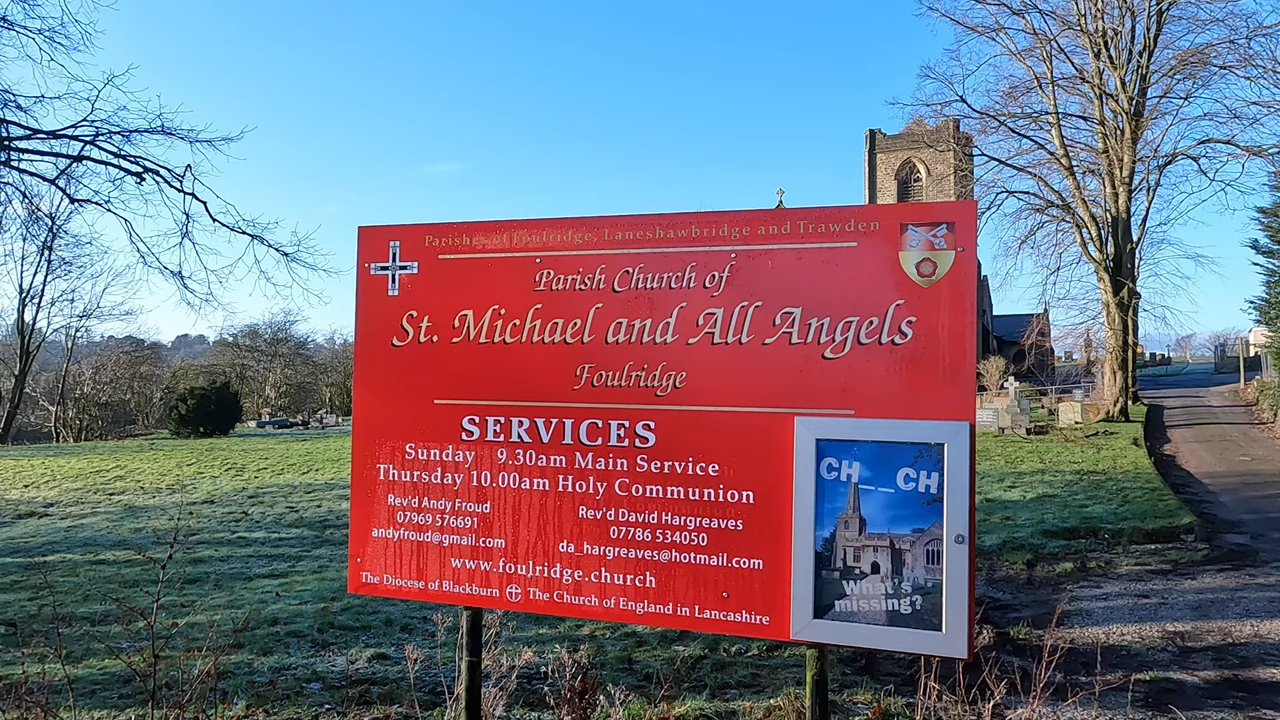 Parishes of Foulridge, Laneshawbridge and Trawden
Parish Church of
St. Michael and All Angels
Foulridge
SERVICES
Sunday 9.30am Main Service
Thursday 10.00am Holy Communion
Rev'd Andy Froud
07969 576691
andyfroud@gmail.com
Rev'd David Hargreaves
07786 534050
da_hargreaves@hotmail.com
www.foulridge.church
The Diocese of Blackburn The Church of England in Lancashire
CH__CH
What's
missing?